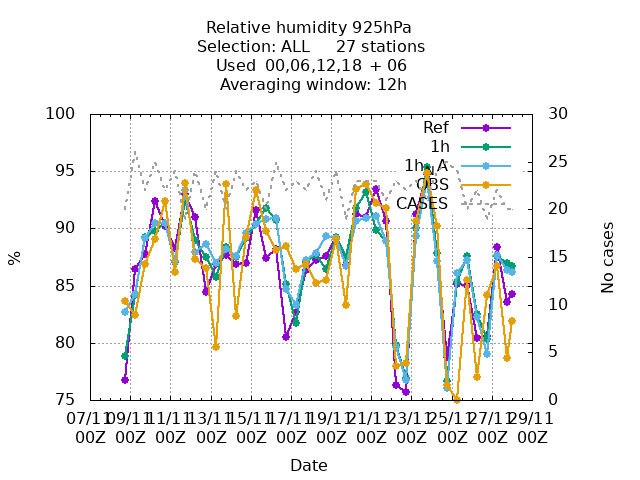 Relative humidity 925hPa
Selection: ALL 27 stations
Used 00,06,12,18 + 06
Averaging window: 12h
100 30
Ref
1h
95 25
1h_A
OBS
CASES
90 20
%
No cases
15
85
10
80
5
75 0
07/11 09/11 11/11 13/11 15/11 17/11 19/11 21/11 23/11 25/11 27/11 29/11
00Z 00Z 00Z 00Z 00Z 00Z 00Z 00Z 00Z 00Z 00Z 00Z
Date